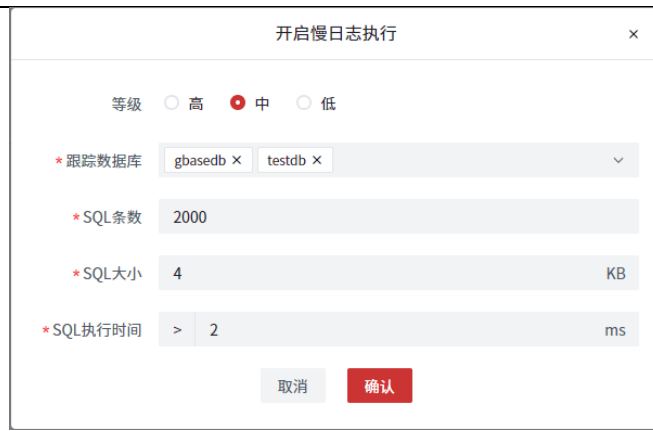 开启慢日志执行 ×
等级 高 中 低
*跟踪数据库 gbasedb × testdb ×
*SQL条数 2000
*SQL大小 4 KB
*SQL执行时间 > 2 ms
取消 确认